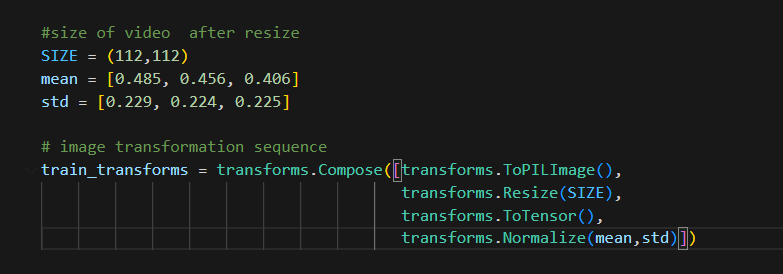 #size of video  after resize
SIZE = (112,112)
mean = [0.485, 0.456, 0.406]
std = [0.229, 0.224, 0.225]
# image transformation sequence
train_transforms = transforms.Compose([transforms.ToPILImage(),
transforms.Resize(SIZE),
transforms.ToTensor(),
transforms.Normalize(mean,std)])